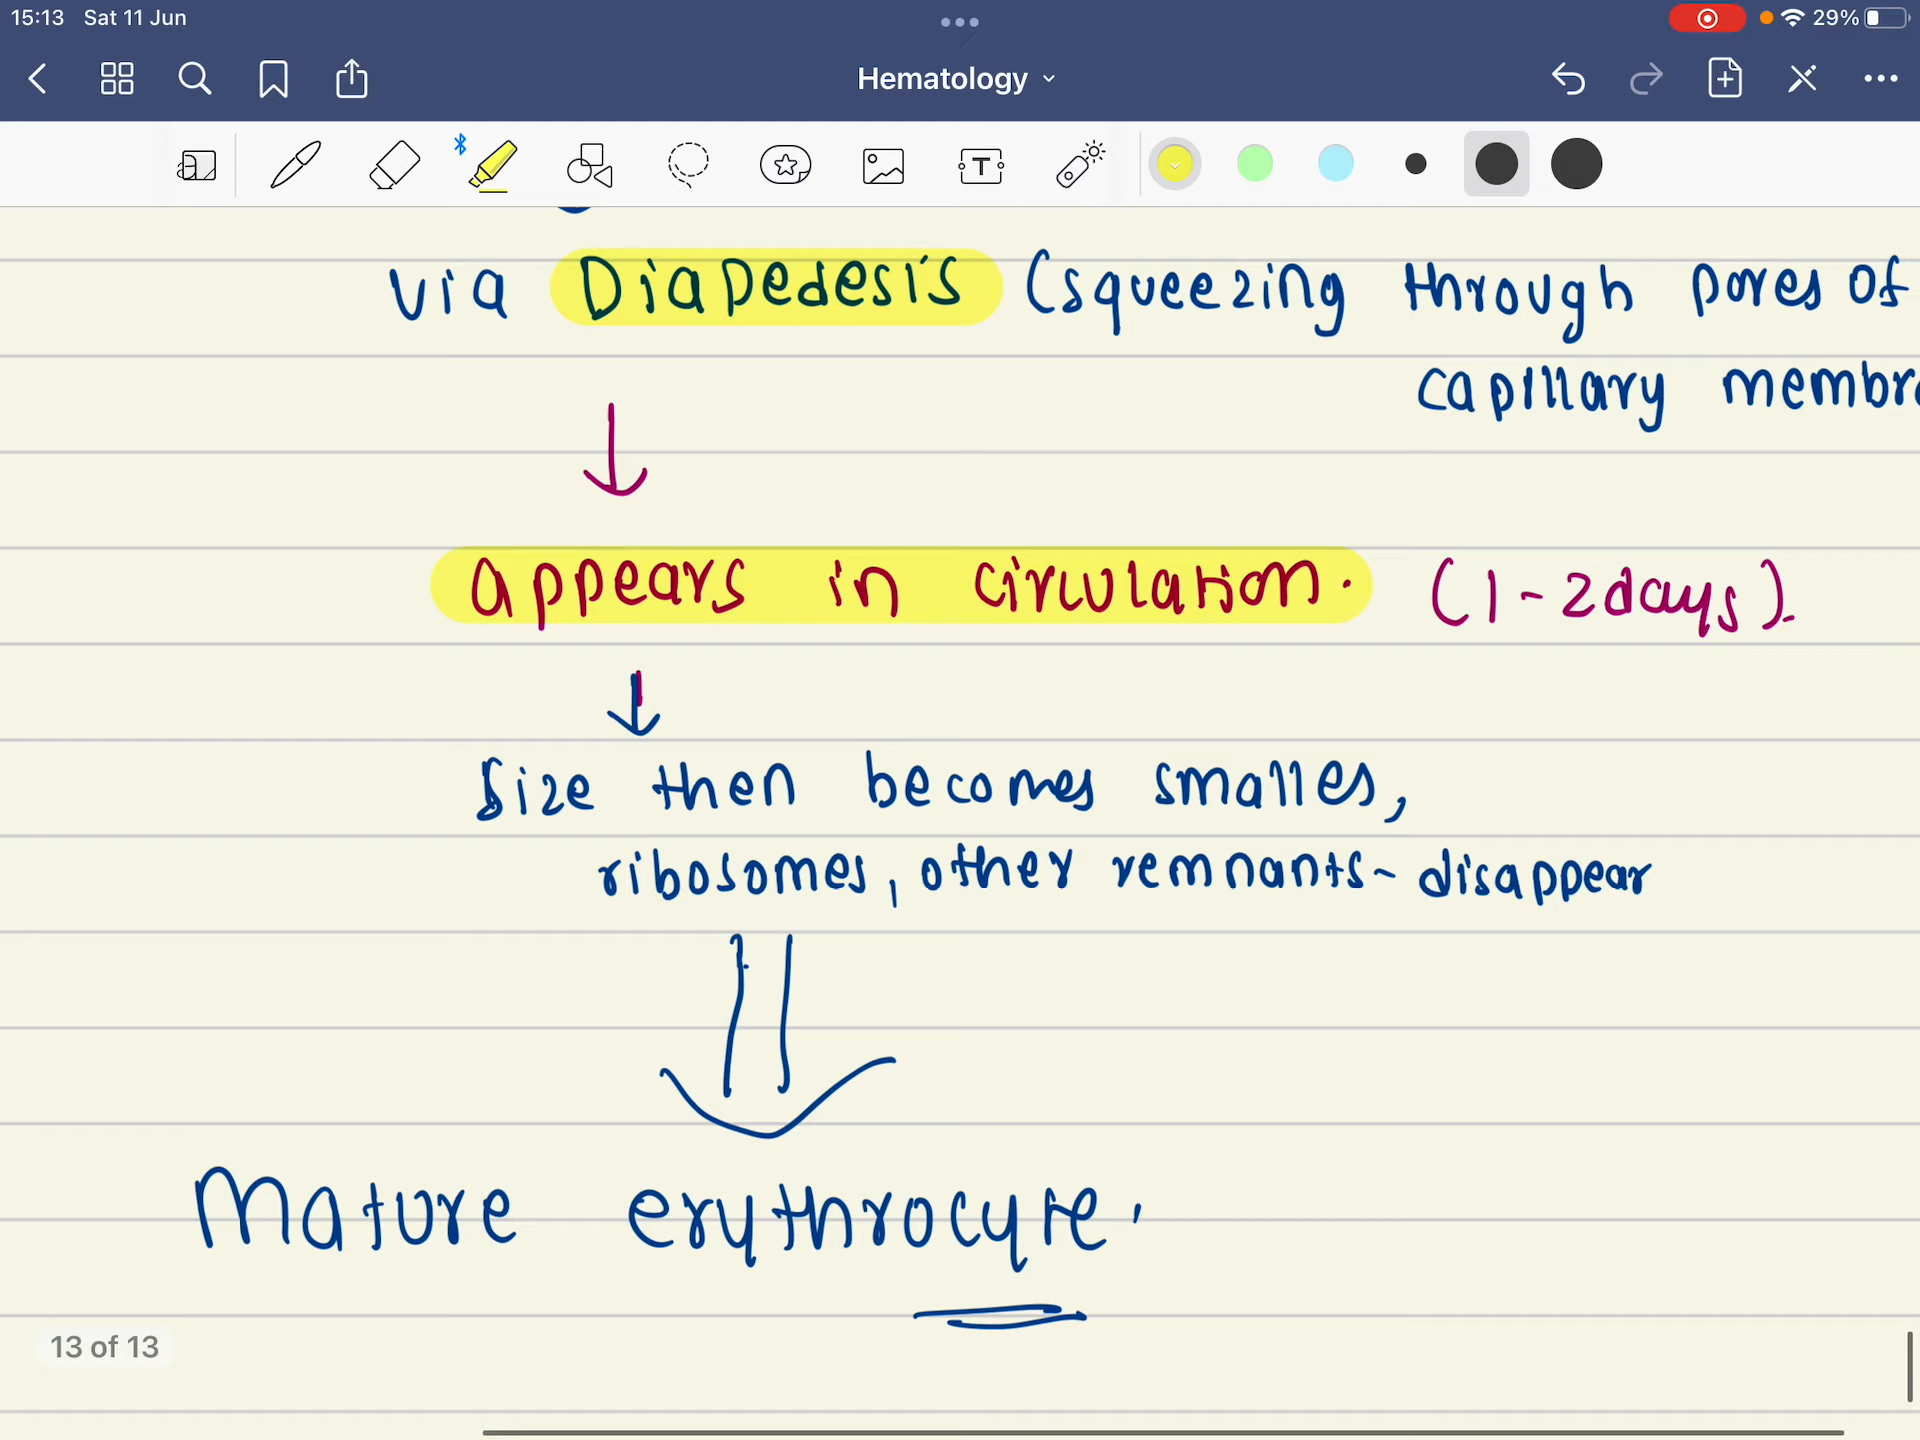 15:13 Sat 11 Jun
29%
Hematology
via Diapedesis (squeezing through pores of
capillary membra
appears in circulation. (1-2days).
Size then becomes smalles,
ribosomes, other remnants - disappear
Mature erythrocyte.
13 of 13